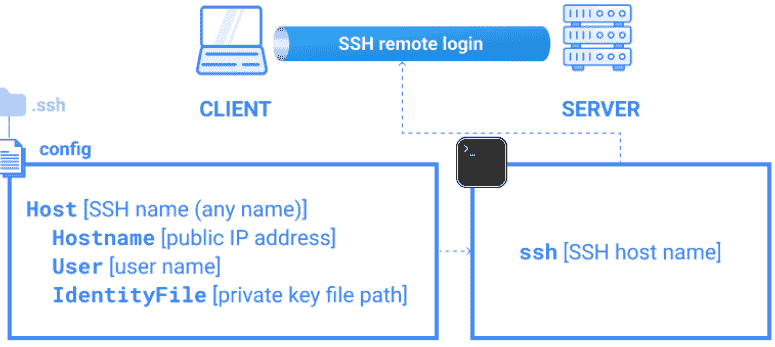 SSH remote login
CLIENT
SERVER
.ssh
config
>_
Host [SSH name (any name)]
Hostname [public IP address]
User [user name]
IdentityFile [private key file path]
ssh [SSH host name]